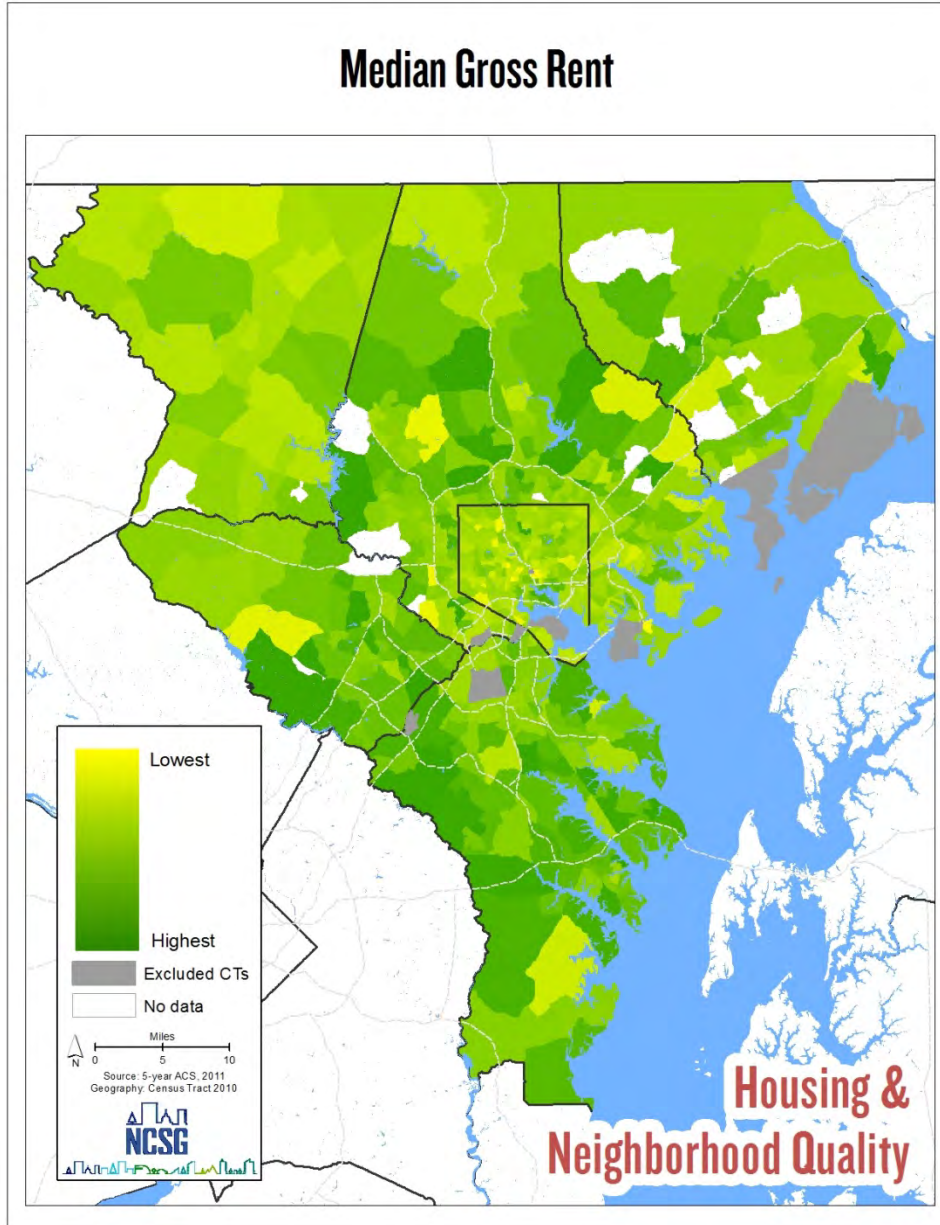 Median Gross Rent
Lowest
Highest
Excluded CTs
No data
Miles
N
0 5 10
Source: 5-year ACS, 2011
Geography: Census Tract 2010
NCSG
Housing &
Neighborhood Quality